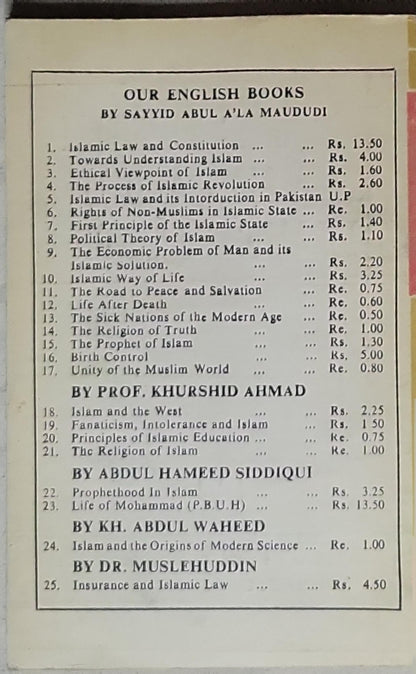 OUR ENGLISH BOOKS
BY SAYYID ABUL A'LA MAUDUDI
1. Islamic Law and Constitution ... ... Rs. 13.50
2. Towards Understanding Islam ... ... Rs. 4.00
3. Ethical Viewpoint of Islam ... ... Rs. 1.60
4. The Process of Islamic Revolution ... Rs. 2.60
5. Islamic Law and its Intorduction in Pakistan U.P
6. Rights of Non-Muslims in Islamic State ... Re. 1.00
7. First Principle of the Islamic State ... Rs. 1.40
8. Political Theory of Islam ... ... Rs. 1.10
9. The Economic Problem of Man and its
Islamic Solution. ... ... Rs. 2.20
10. Islamic Way of Life ... ... Rs. 3.25
11. The Road to Peace and Salvation ... Re. 0.75
12. Life After Death ... ... Re. 0.60
13. The Sick Nations of the Modern Age ... Re. 0.50
14. The Religion of Truth ... ... Re. 1.00
15. The Prophet of Islam ... ... Rs. 1.30
16. Birth Control ... ... Rs. 5.00
17. Unity of the Muslim World ... ... Re. 0.80
BY PROF. KHURSHID AHMAD
18. Islam and the West ... ... Rs. 2.25
19. Fanaticism, Intolerance and Islam ... Rs. 1 50
20. Principles of Islamic Education ... ... Re. 0.75
21. The Religion of Islam ... ... Re. 1.00
BY ABDUL HAMEED SIDDIQUI
22. Prophethood In Islam ... ... Rs. 3.25
23. Life of Mohammad (P.B.U.H) ... ... Rs. 13.50
BY KH. ABDUL WAHEED
24. Islam and the Origins of Modern Science ... Re. 1.00
BY DR. MUSLEHUDDIN
25. Insurance and Islamic Law ... ... Rs. 4.50